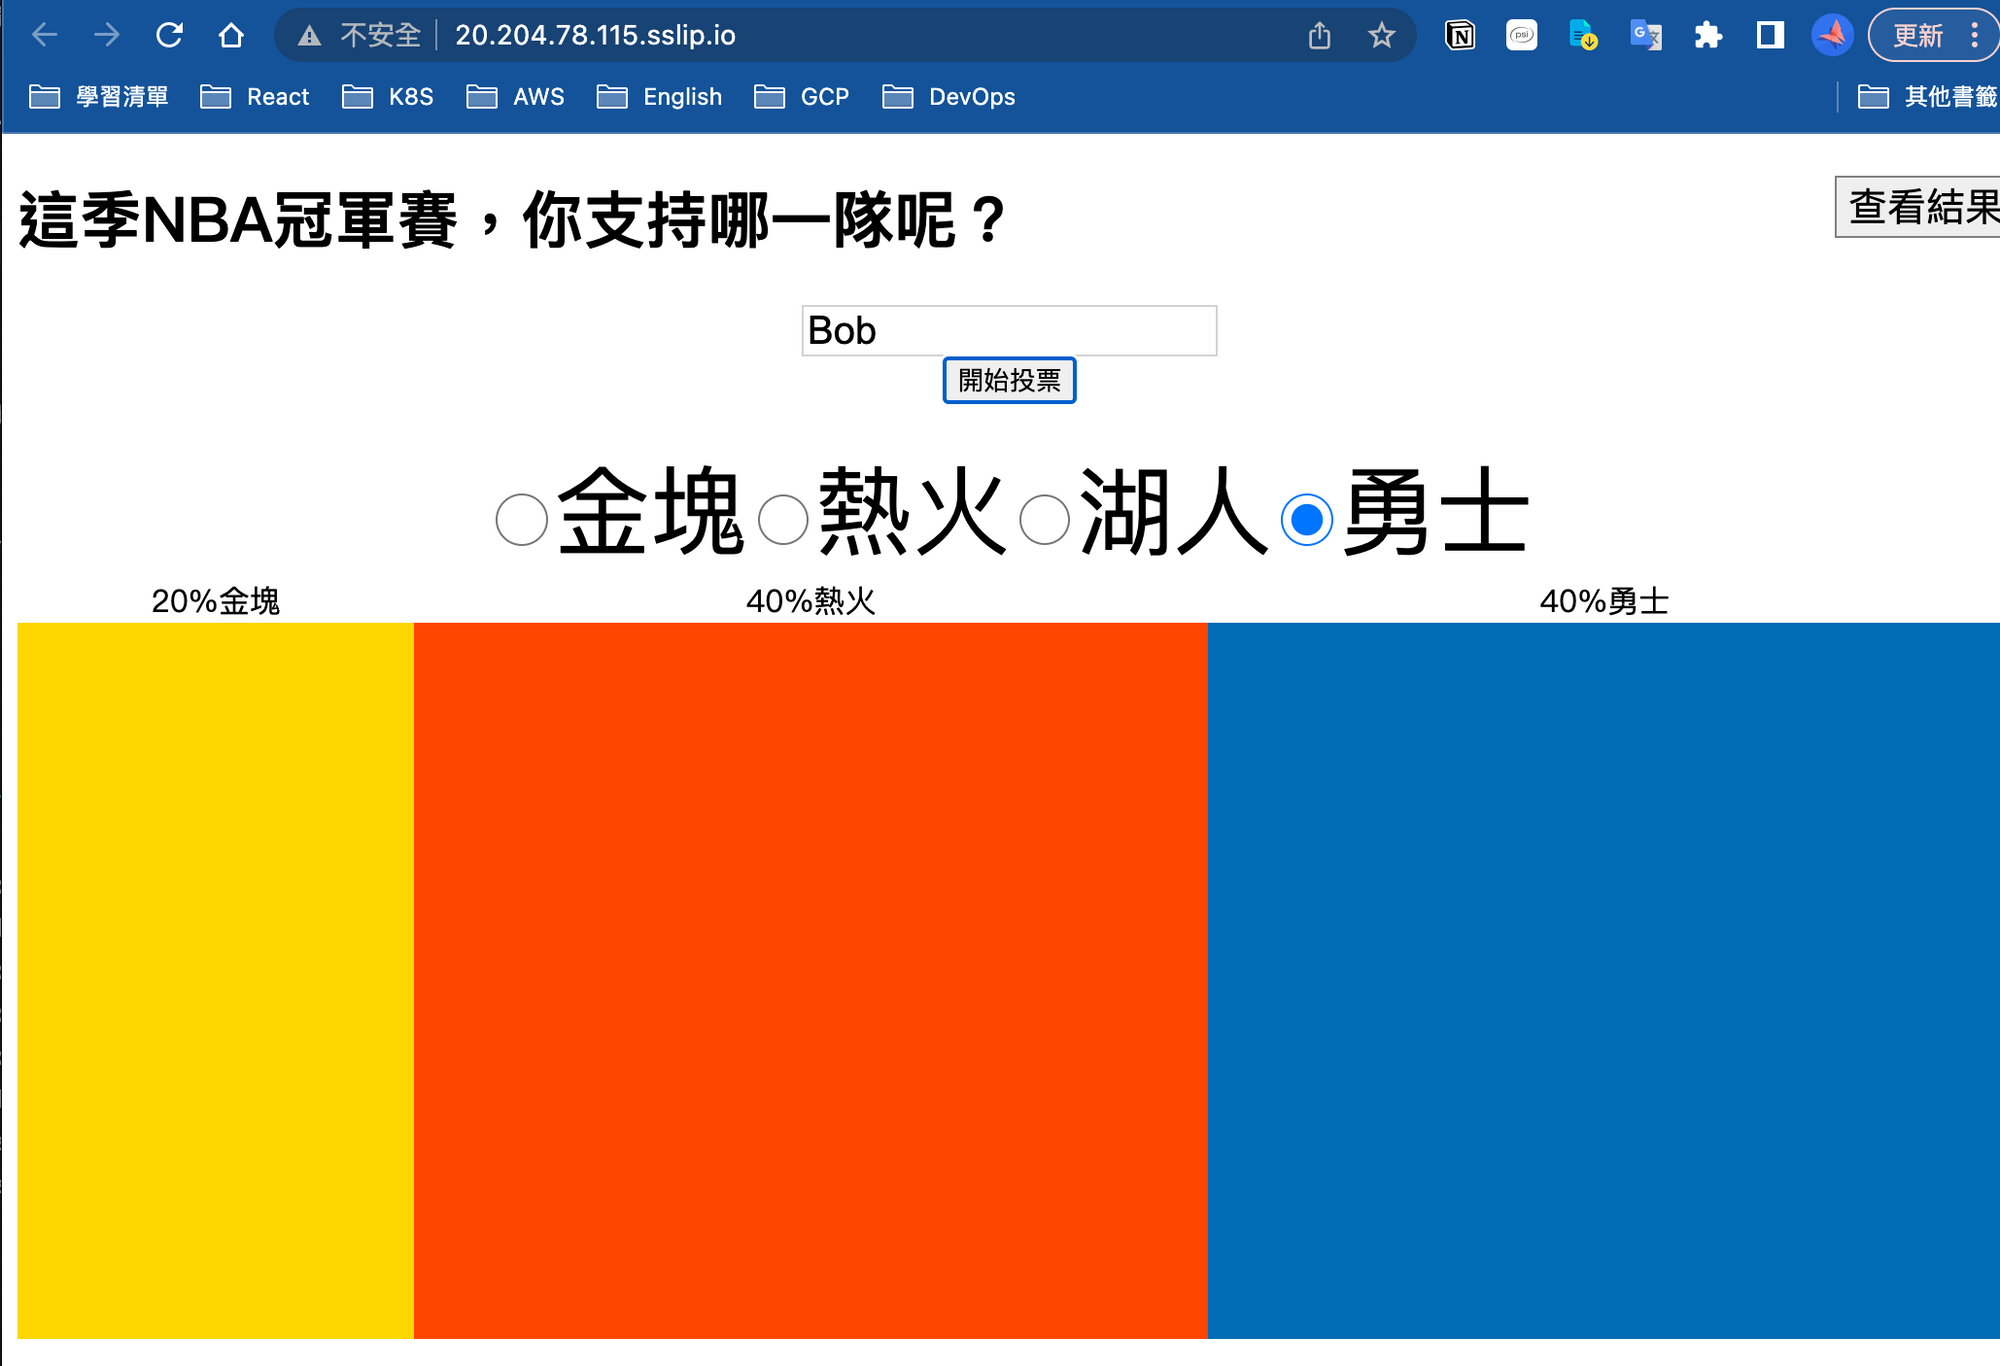 不安全 20.204.78.115.sslip.io 更新
學習清單 React K8S AWS English GCP DevOps 其他書籤
這季NBA冠軍賽，你支持哪一隊呢？ 查看結果
Bob
開始投票
金塊 熱火 湖人 勇士
20%金塊 40%熱火 40%勇士